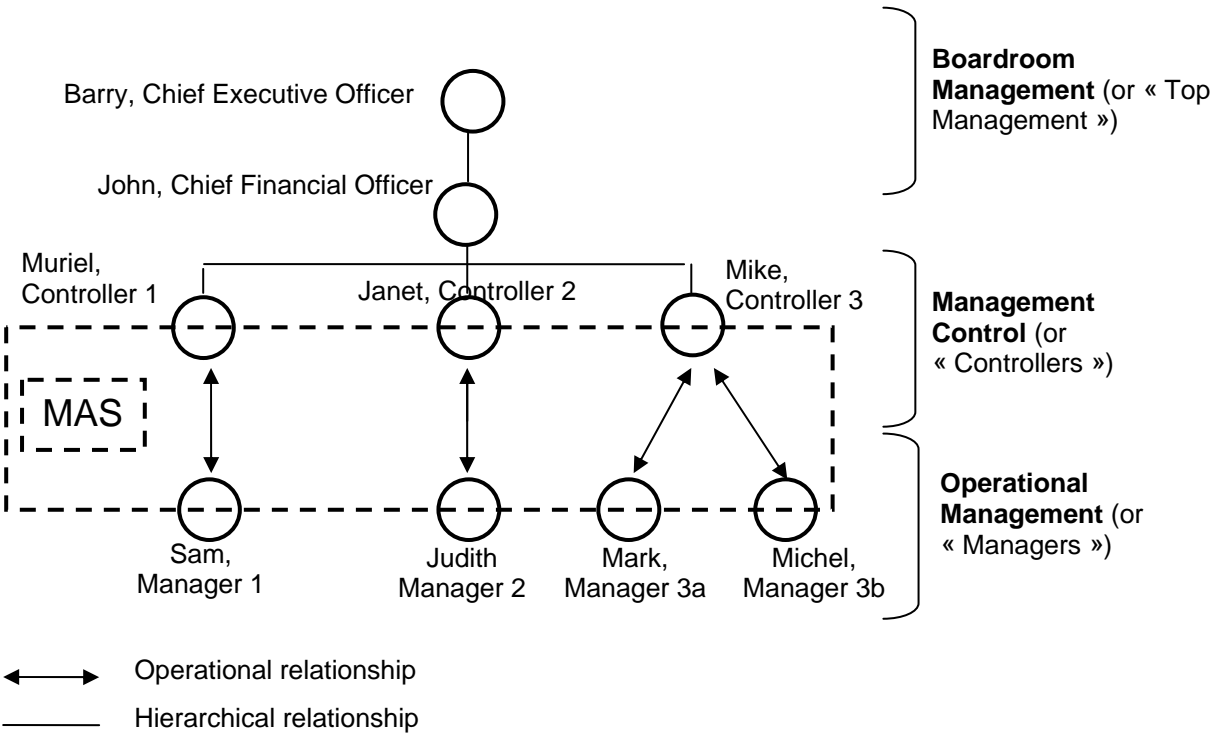 Boardroom
Management (or « Top
Management »)
Barry, Chief Executive Officer
John, Chief Financial Officer
Muriel,
Controller 1
Janet, Controller 2
Mike,
Controller 3
Management
Control (or
« Controllers »)
MAS
Operational
Management (or
« Managers »)
Sam,
Manager 1
Judith
Manager 2
Mark,
Manager 3a
Michel,
Manager 3b
Operational relationship
Hierarchical relationship